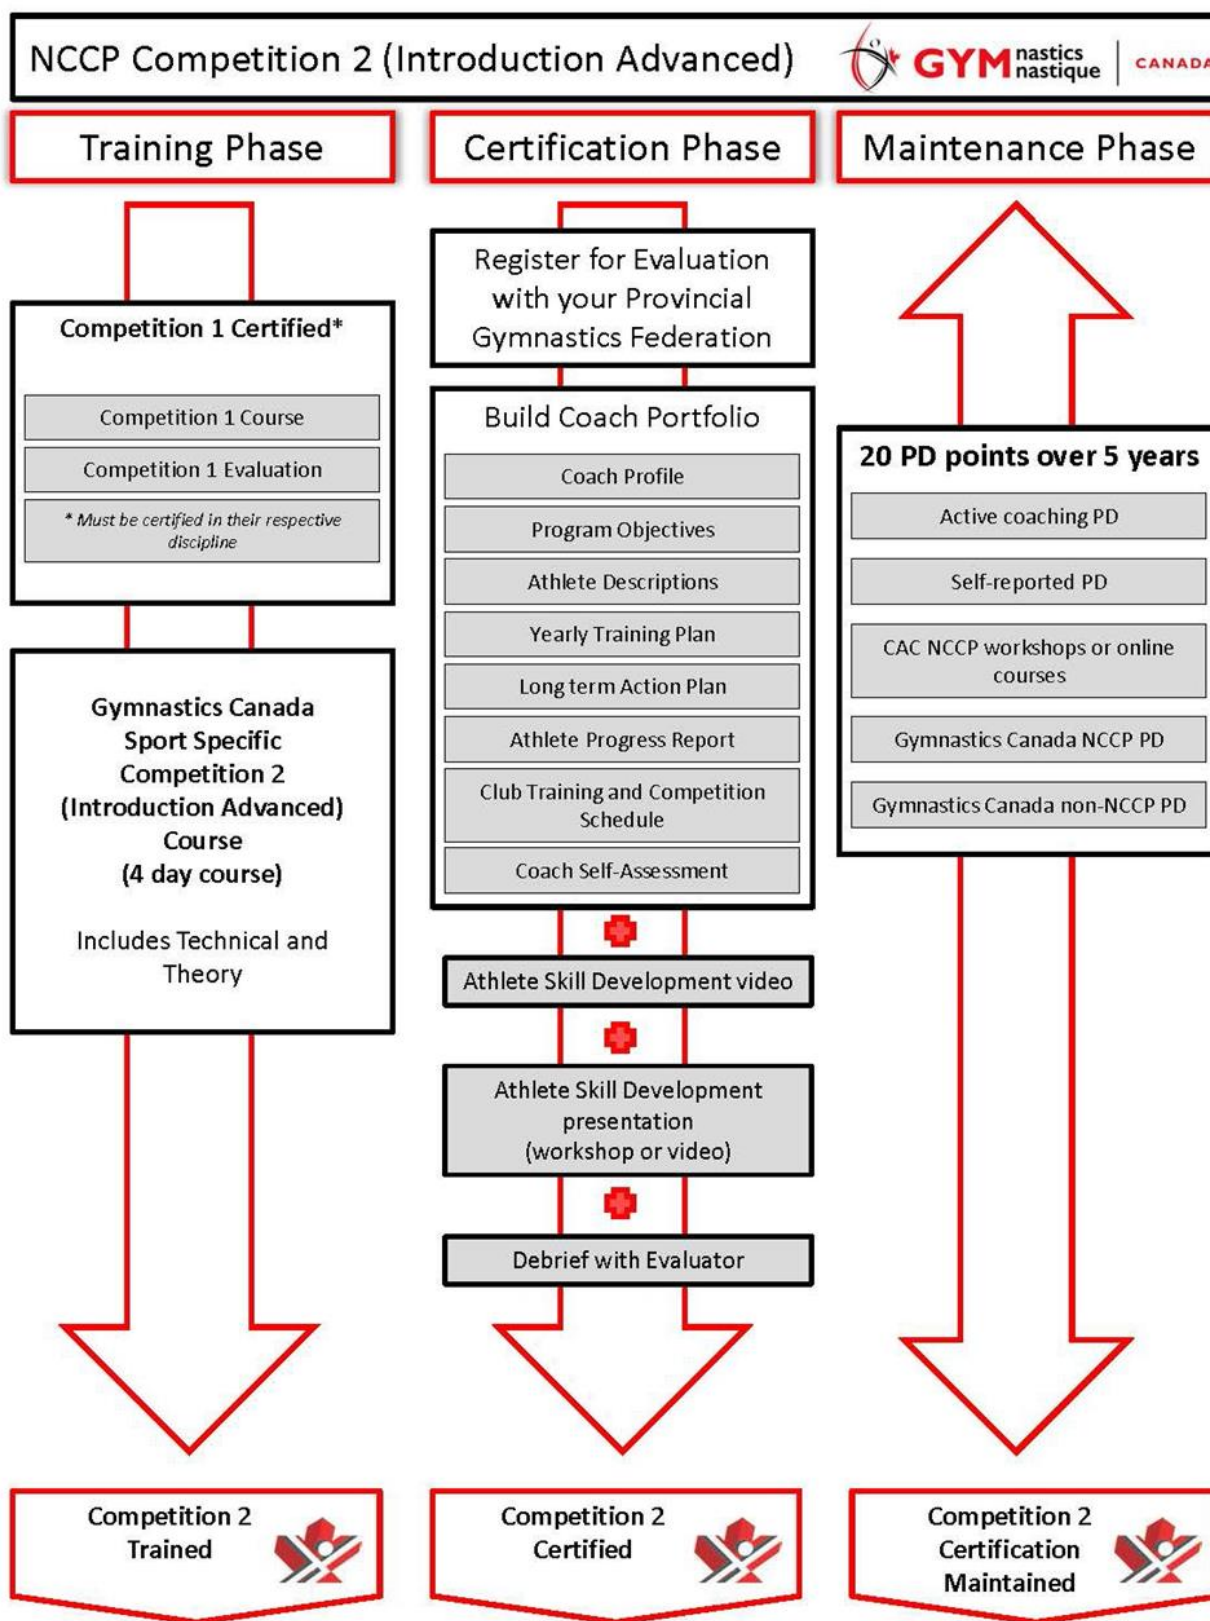 NCCP Competition 2 (Introduction Advanced)
GYM nastics
nastique
CANADA
Training Phase
Competition 1 Certified*
Competition 1 Course
Competition 1 Evaluation
* Must be certified in their respective
discipline
Gymnastics Canada
Sport Specific
Competition 2
(Introduction Advanced)
Course
(4 day course)
Includes Technical and
Theory
Competition 2
Trained
Certification Phase
Register for Evaluation
with your Provincial
Gymnastics Federation
Build Coach Portfolio
Coach Profile
Program Objectives
Athlete Descriptions
Yearly Training Plan
Long term Action Plan
Athlete Progress Report
Club Training and Competition
Schedule
Coach Self-Assessment
Athlete Skill Development video
Athlete Skill Development
presentation
(workshop or video)
Debrief with Evaluator
Competition 2
Certified
Maintenance Phase
20 PD points over 5 years
Active coaching PD
Self-reported PD
CAC NCCP workshops or online
courses
Gymnastics Canada NCCP PD
Gymnastics Canada non-NCCP PD
Competition 2
Certification
Maintained